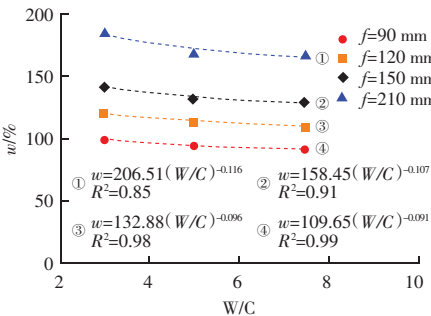 200
150
100
50
0
w/%
2
4
6
8
10
W/C
f=90 mm
f=120 mm
f=150 mm
f=210 mm
①
②
③
④
① w=206.51(W/C)^-0.116
R²=0.85
② w=158.45(W/C)^-0.107
R²=0.91
③ w=132.88(W/C)^-0.096
R²=0.98
④ w=109.65(W/C)^-0.091
R²=0.99